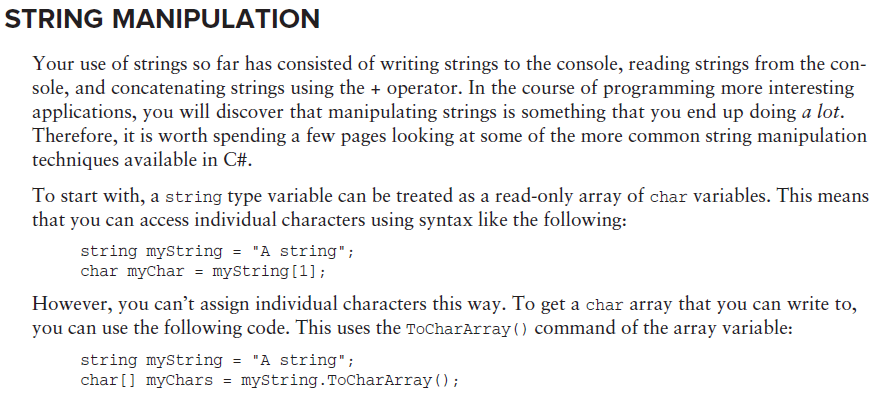 STRING MANIPULATION
Your use of strings so far has consisted of writing strings to the console, reading strings from the con-
sole, and concatenating strings using the + operator. In the course of programming more interesting
applications, you will discover that manipulating strings is something that you end up doing a lot.
Therefore, it is worth spending a few pages looking at some of the more common string manipulation
techniques available in C#.
To start with, a string type variable can be treated as a read-only array of char variables. This means
that you can access individual characters using syntax like the following:
string myString = "A string";
char myChar = myString[1];
However, you can’t assign individual characters this way. To get a char array that you can write to,
you can use the following code. This uses the ToCharArray() command of the array variable:
string myString = "A string";
char[] myChars = myString.ToCharArray();